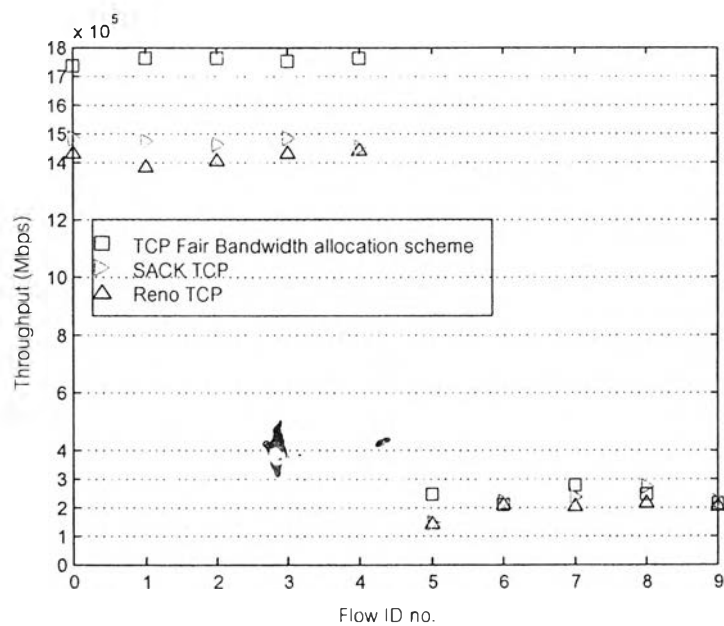 × 10 5
18
17
15
14
12
10
8
6
4
3
2
1
0
Throughput (Mbps)
TCP Fair Bandwidth allocation scheme
SACK TCP
Reno TCP
0 1 2 3 4 5 6 7 8 9
Flow ID no.